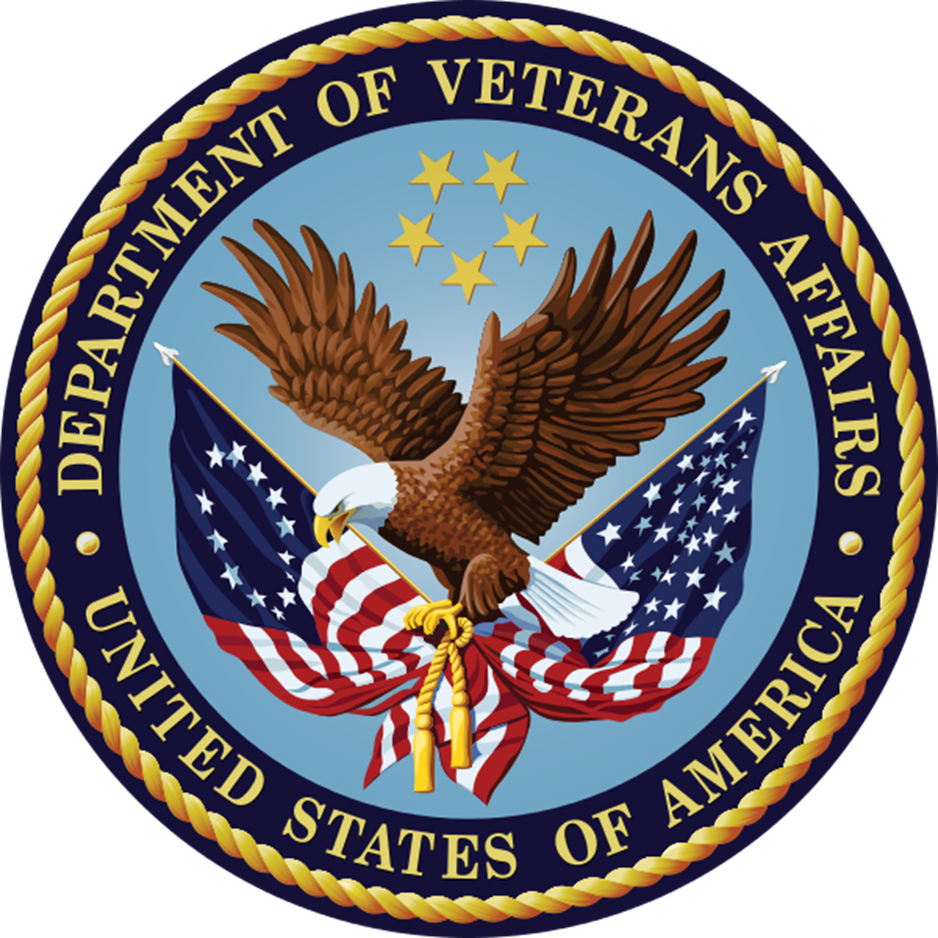 DEPARTMENT OF VETERANS AFFAIRS
UNITED STATES OF AMERICA